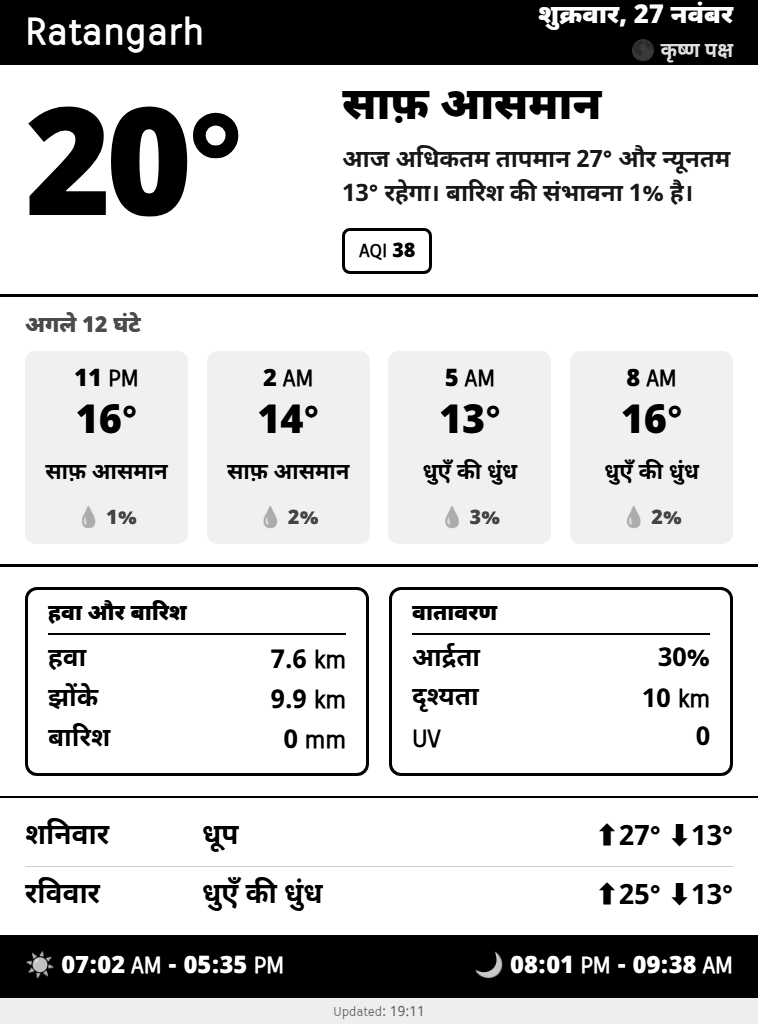 Ratangarh
शुक्रवार, 27 नवंबर
कृष्ण पक्ष
20°
साफ़ आसमान
आज अधिकतम तापमान 27° और न्यूनतम
13° रहेगा। बारिश की संभावना 1% है।
AQI 38
अगले 12 घंटे
11 PM 2 AM 5 AM 8 AM
16° 14° 13° 16°
साफ़ आसमान साफ़ आसमान धुएँ की धुंध धुएँ की धुंध
1% 2% 3% 2%
हवा और बारिश
हवा 7.6 km
झोंके 9.9 km
बारिश 0 mm
वातावरण
आर्द्रता 30%
दृश्यता 10 km
UV 0
शनिवार धूप ⬆27° ⬇13°
रविवार धुएँ की धुंध ⬆25° ⬇13°
07:02 AM - 05:35 PM 08:01 PM - 09:38 AM
Updated: 19:11